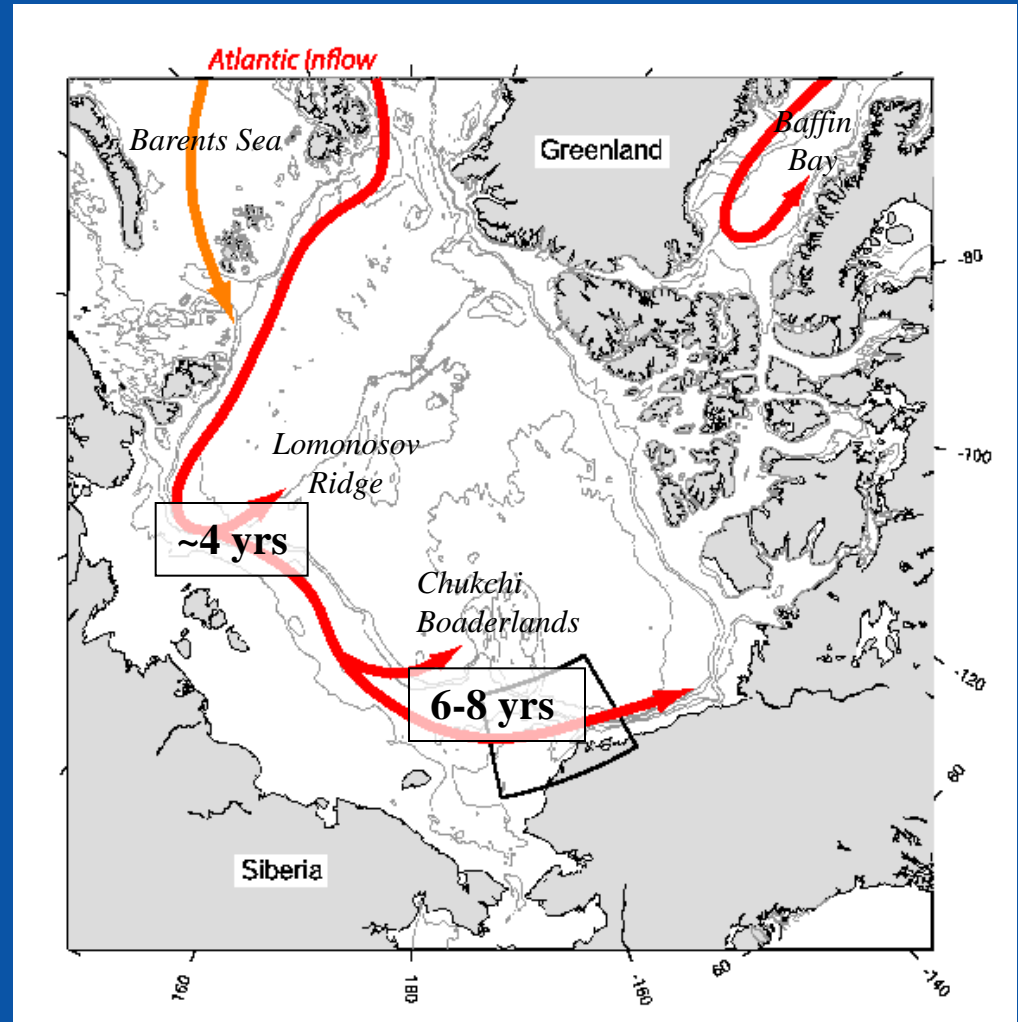 Atlantic Inflow
Barents Sea
Greenland
Baffin
Bay
-80
Lomonosov
Ridge
-100
~4 yrs
Chukchi
Boaderlands
-120
6-8 yrs
60
Siberia
160
180
-160
60
-140